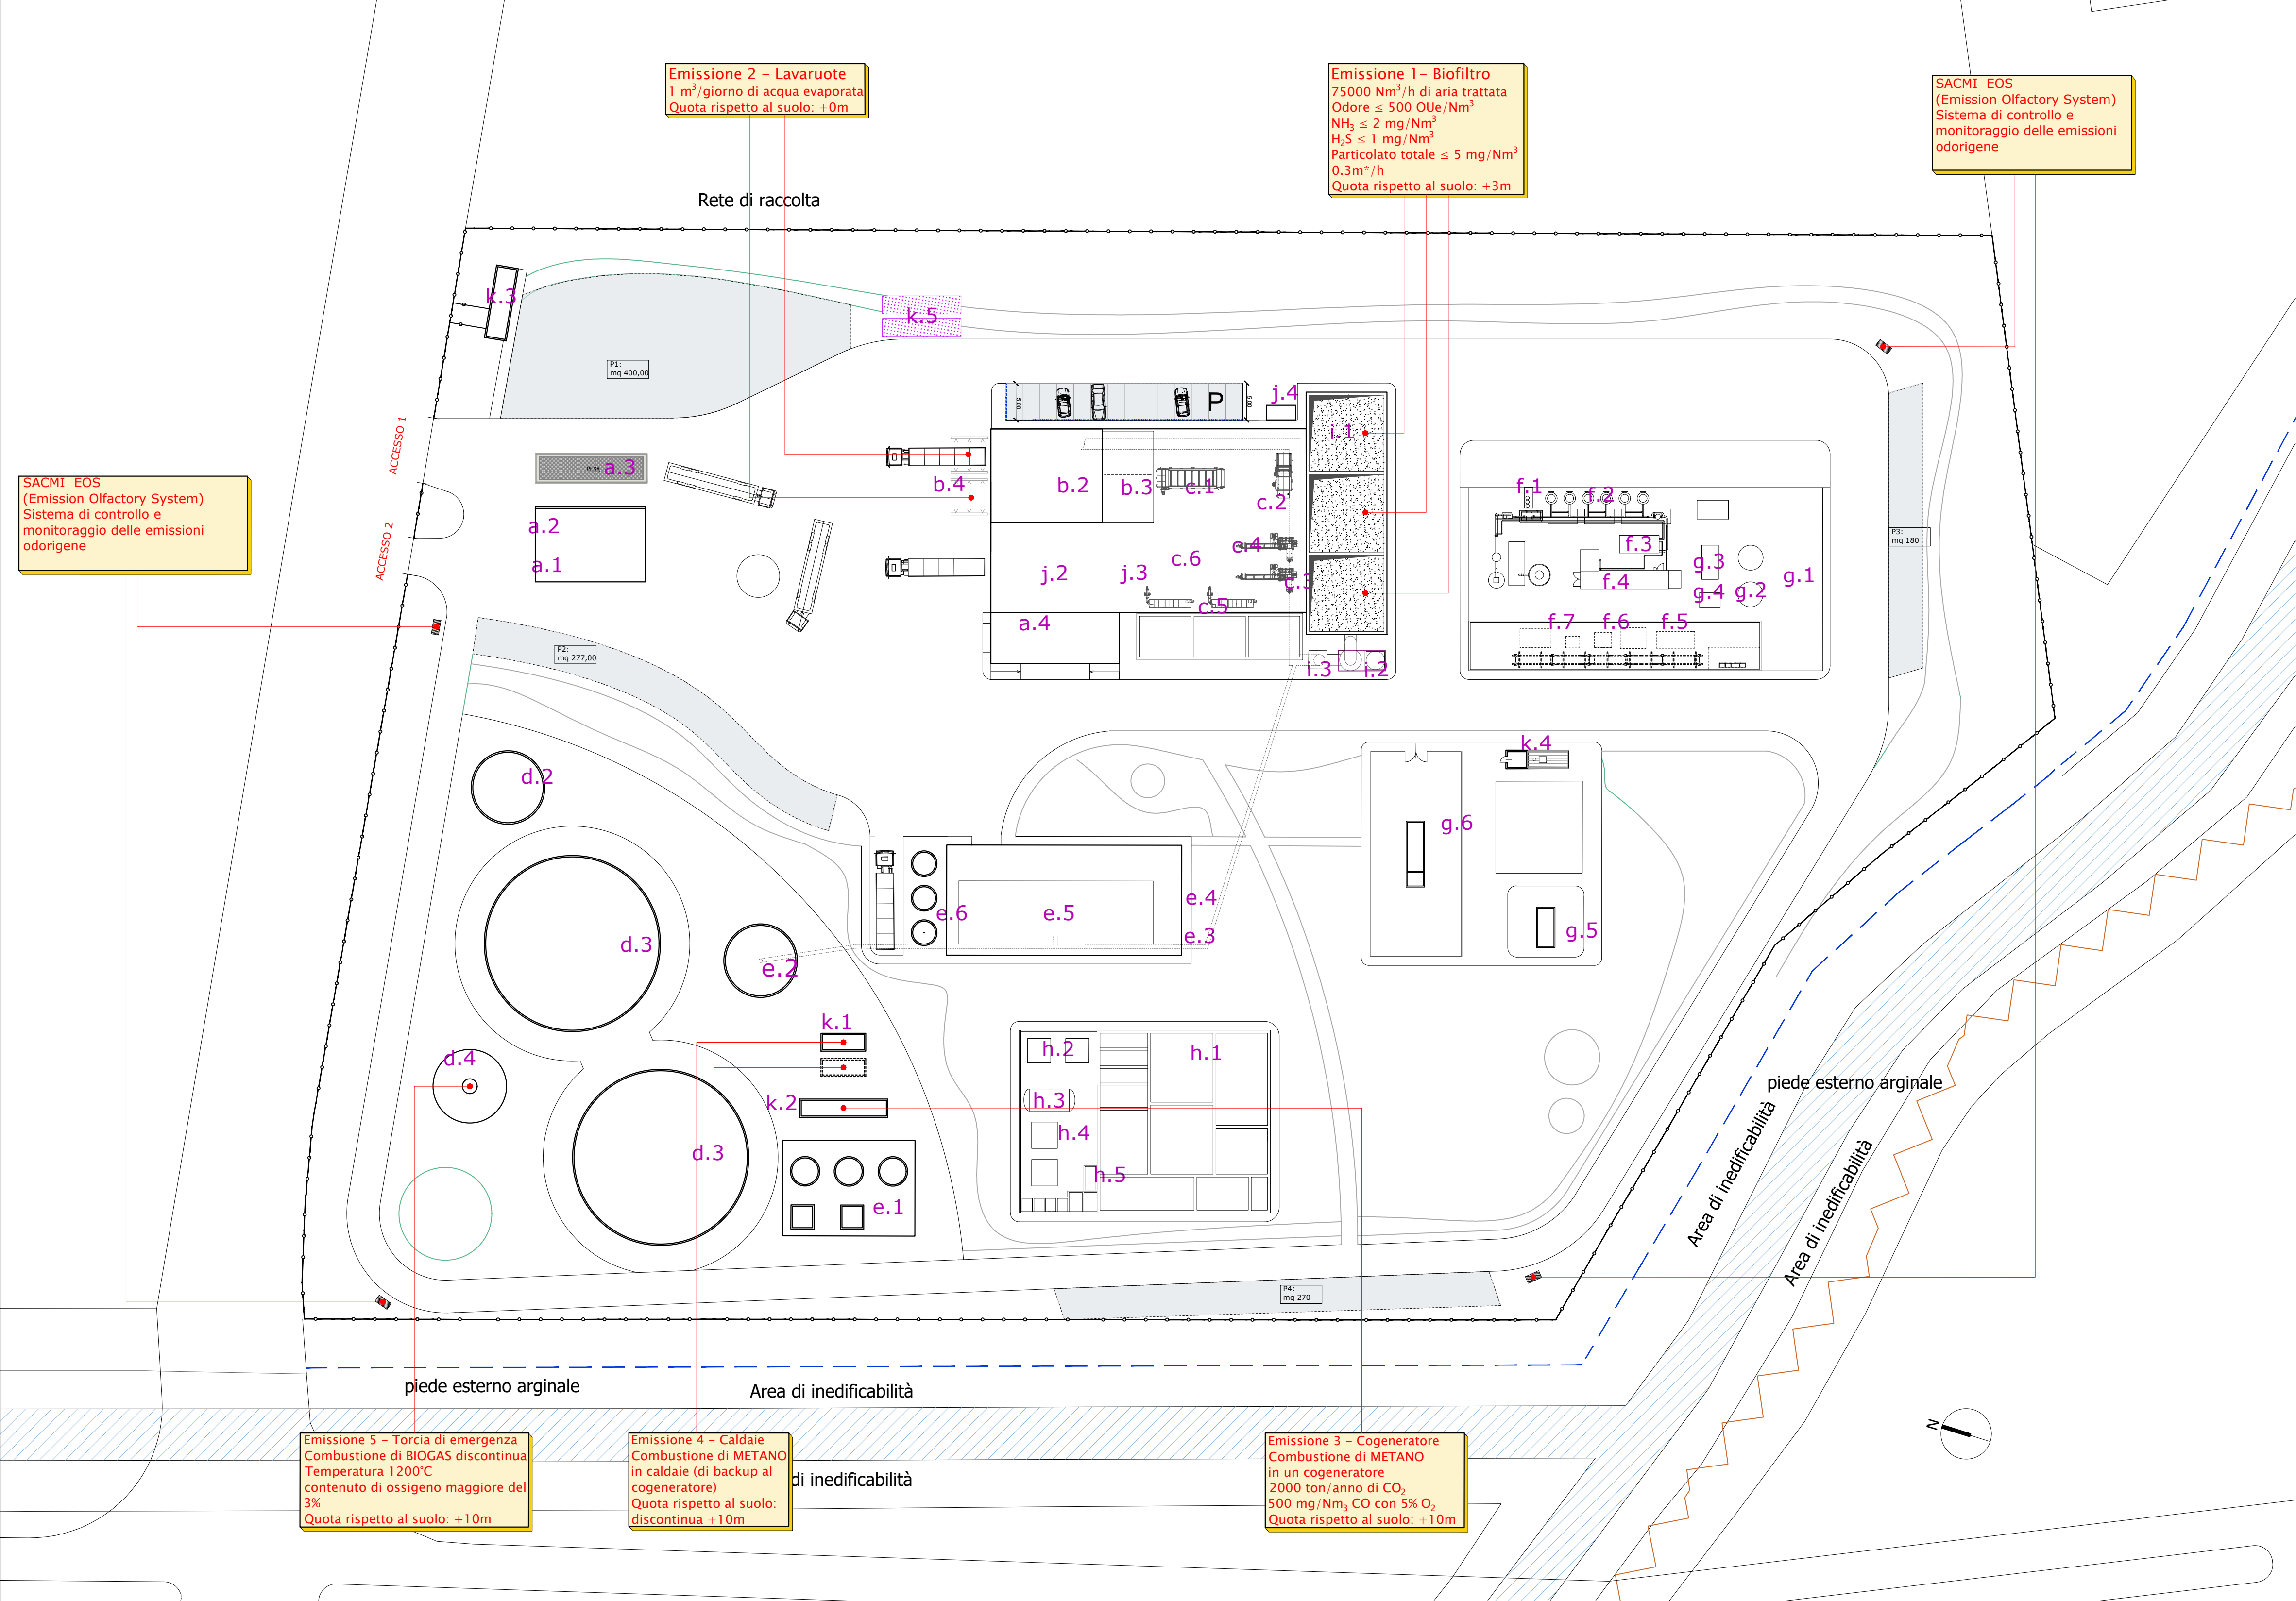 Emissione 2 - Lavaruote
1 m³/giorno di acqua evaporata
Quota rispetto al suolo: +0m
Emissione 1- Biofiltro
75000 Nm³/h di aria trattata
Odore ≤ 500 OUe/Nm³
NH₃ ≤ 2 mg/Nm³
H₂S ≤ 1 mg/Nm³
Particolato totale ≤ 5 mg/Nm³
0.3m*/h
Quota rispetto al suolo: +3m
SACMI EOS
(Emission Olfactory System)
Sistema di controllo e
monitoraggio delle emissioni
odorigene
Rete di raccolta
k.3
k.5
P1:
mq 400,00
ACCESSO 1
ACCESSO 2
PESA
a.3
a.2
a.1
5.00
P
5.00
j.4
i.1
b.4
b.2
b.3
c.1
c.2
c.4
c.6
c.3
j.2
j.3
c.5
a.4
i.3
i.2
f.1
f.2
f.3
f.4
g.3
g.4
g.2
g.1
f.7
f.6
f.5
P3:
mq 180
SACMI EOS
(Emission Olfactory System)
Sistema di controllo e
monitoraggio delle emissioni
odorigene
P2:
mq 277,00
d.2
d.3
e.2
d.4
d.3
k.1
k.2
e.1
e.6
e.5
e.4
e.3
k.4
g.6
g.5
h.2
h.1
h.3
h.4
h.5
P4:
mq 270
piede esterno arginale
Area di inedificabilità
Area di inedificabilità
piede esterno arginale
Area di inedificabilità
di inedificabilità
N
Emissione 5 - Torcia di emergenza
Combustione di BIOGAS discontinua
Temperatura 1200°C
contenuto di ossigeno maggiore del
3%
Quota rispetto al suolo: +10m
Emissione 4 - Caldaie
Combustione di METANO
in caldaie (di backup al
cogeneratore)
Quota rispetto al suolo:
discontinua +10m
Emissione 3 - Cogeneratore
Combustione di METANO
in un cogeneratore
2000 ton/anno di CO₂
500 mg/Nm₃ CO con 5% O₂
Quota rispetto al suolo: +10m